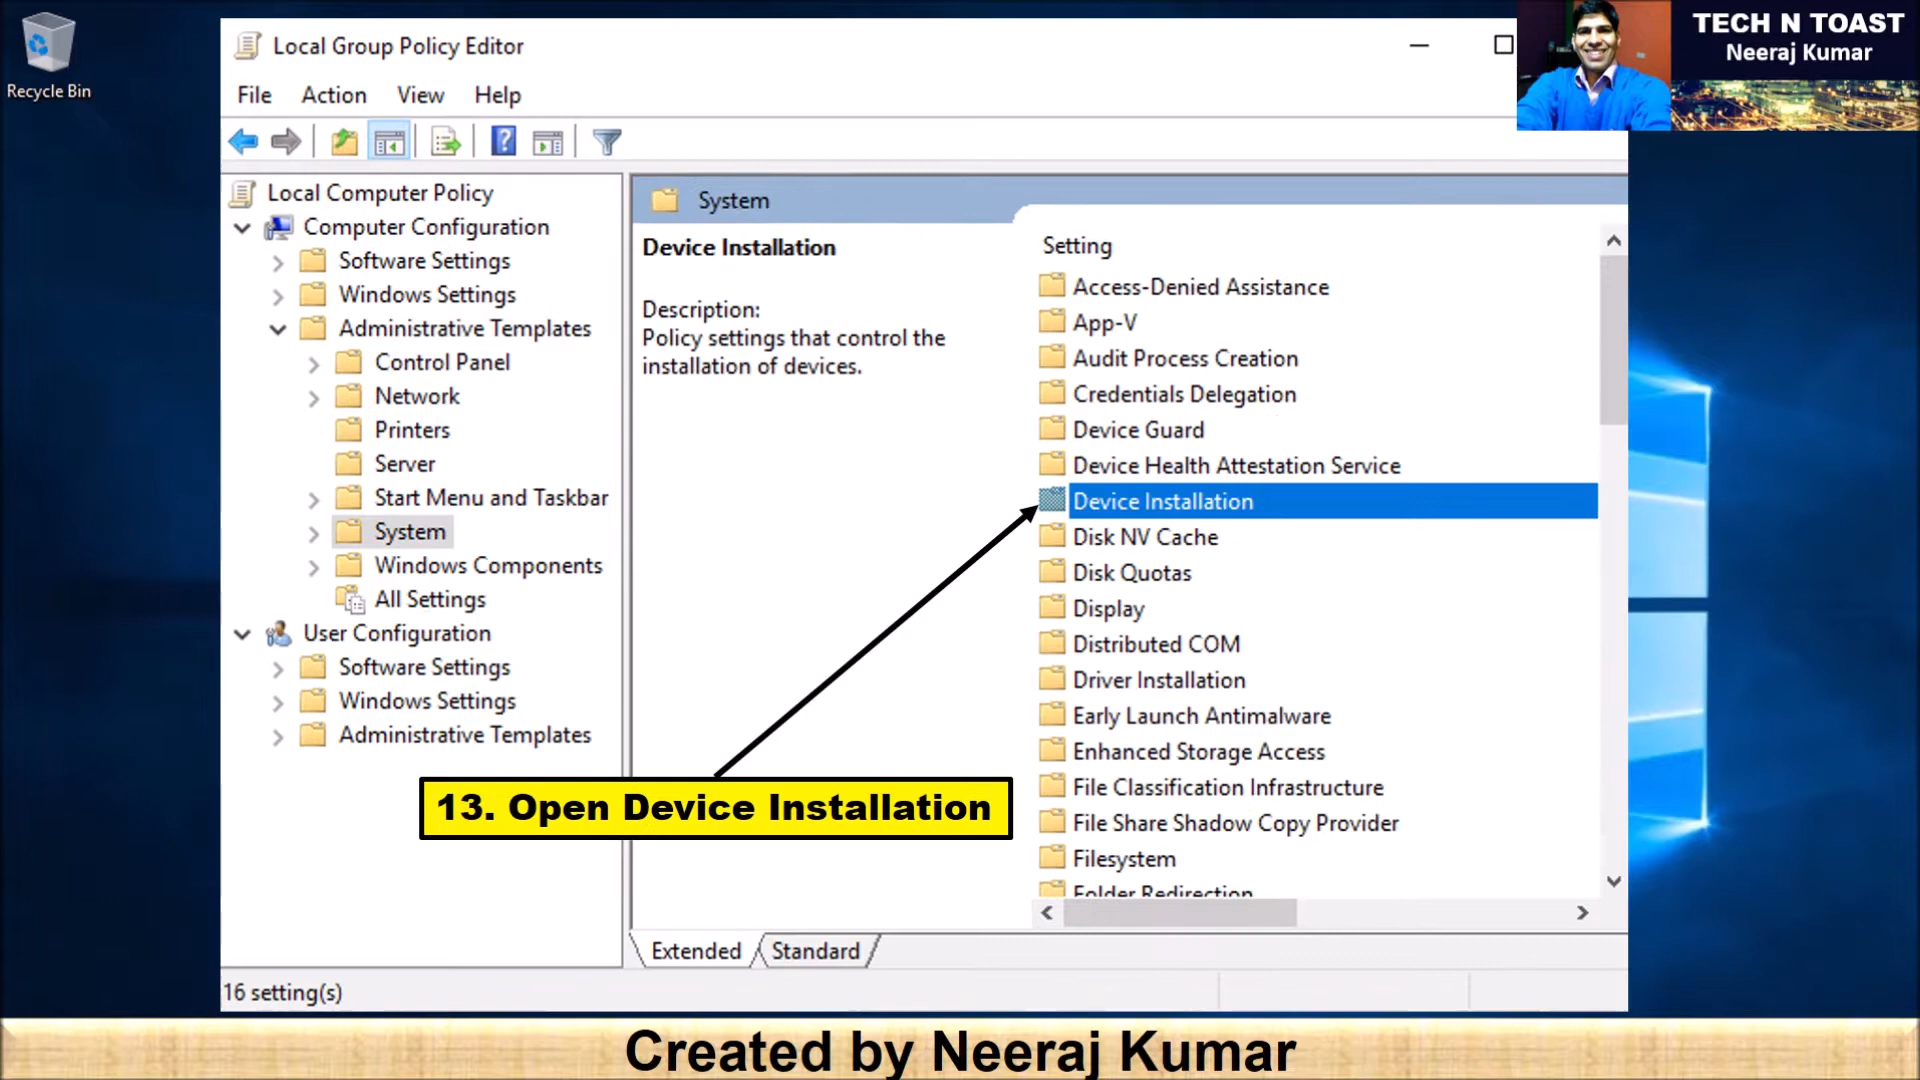 Recycle Bin
Local Group Policy Editor
TECH N TOAST
Neeraj Kumar
File Action View Help
Local Computer Policy
Computer Configuration
Software Settings
Windows Settings
Administrative Templates
Control Panel
Network
Printers
Server
Start Menu and Taskbar
System
Windows Components
All Settings
User Configuration
Software Settings
Windows Settings
Administrative Templates
System
Device Installation
Description:
Policy settings that control the
installation of devices.
Setting
Access-Denied Assistance
App-V
Audit Process Creation
Credentials Delegation
Device Guard
Device Health Attestation Service
Device Installation
Disk NV Cache
Disk Quotas
Display
Distributed COM
Driver Installation
Early Launch Antimalware
Enhanced Storage Access
File Classification Infrastructure
File Share Shadow Copy Provider
Filesystem
Folder Redirection
13. Open Device Installation
Extended Standard
16 setting(s)
Created by Neeraj Kumar